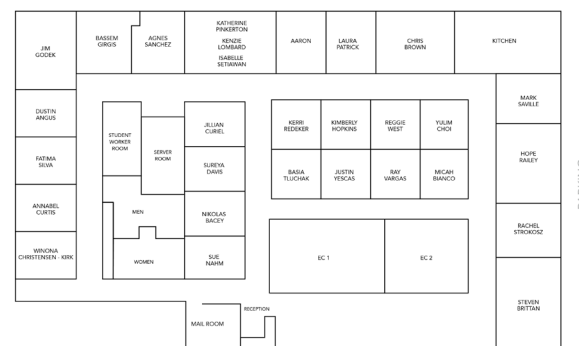 KATHERINE
PINKERTON
KENZIE
LOMBARD
ISABELLE
SETIAWAN
JIM
GODEK
BASSEM
GIRGIS
AGNES
SANCHEZ
AARON
LAURA
PATRICK
CHRIS
BROWN
KITCHEN
MARK
SAVILLE
DUSTIN
ANGUS
STUDENT
WORKER
ROOM
SERVER
ROOM
JILLIAN
CURIEL
KERRI
REDEKER
KIMBERLY
HOPKINS
REGGIE
WEST
YULIM
CHOI
HOPE
RAILEY
FATIMA
SILVA
SUREYA
DAVIS
BASIA
TLUCHAK
JUSTIN
YESCAS
RAY
VARGAS
MICAH
BIANCO
ANNABEL
CURTIS
MEN
NIKOLAS
BACEY
RACHEL
STROKOSZ
WINONA
CHRISTENSEN - KIRK
WOMEN
SUE
NAHM
EC 1
EC 2
STEVEN
BRITTAN
RECEPTION
MAIL ROOM